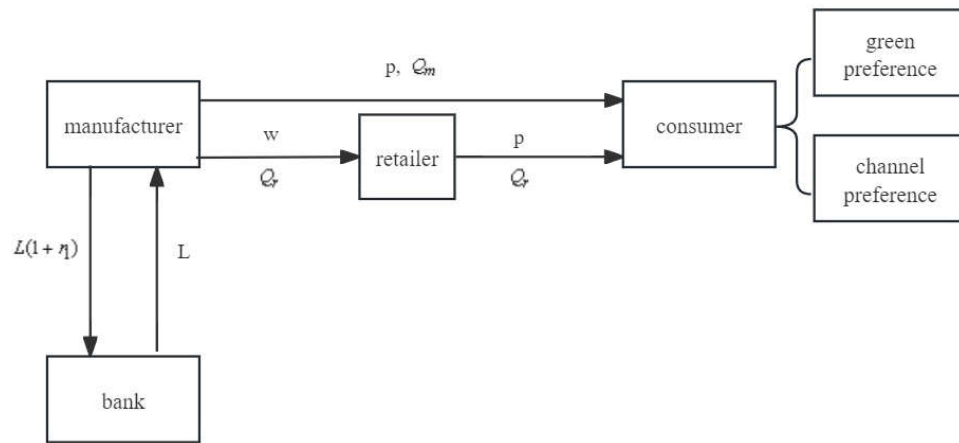 green
preference
p, Qm
manufacturer
consumer
w
retailer
p
Qr
Qr
channel
preference
L(1+r1)
L
bank